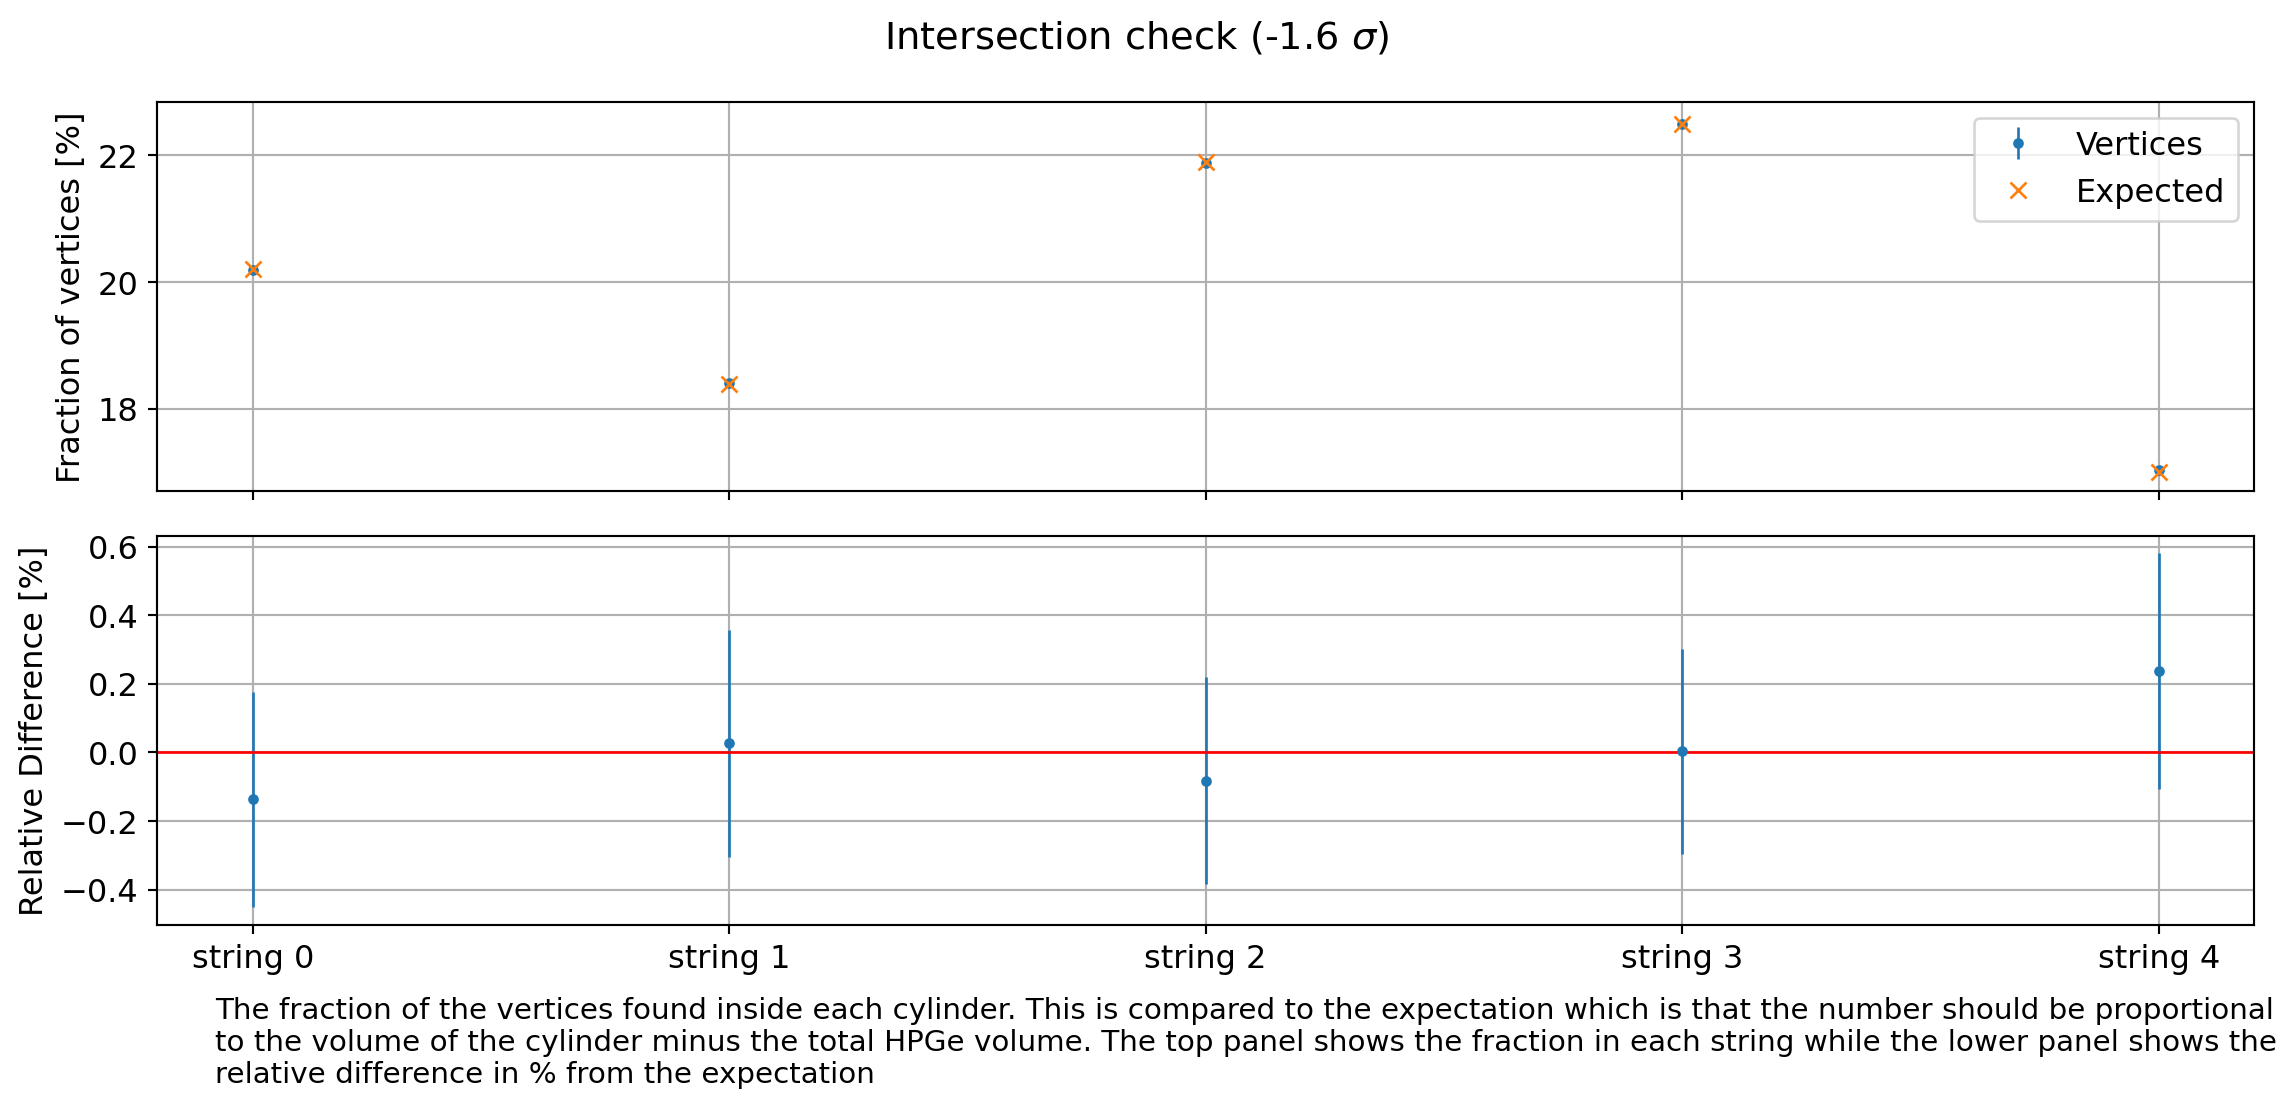 Intersection check (-1.6 σ)
Fraction of vertices [%]
22
20
18
Vertices
Expected
Relative Difference [%]
0.6
0.4
0.2
0.0
−0.2
−0.4
string 0
string 1
string 2
string 3
string 4
The fraction of the vertices found inside each cylinder. This is compared to the expectation which is that the number should be proportional
to the volume of the cylinder minus the total HPGe volume. The top panel shows the fraction in each string while the lower panel shows the
relative difference in % from the expectation